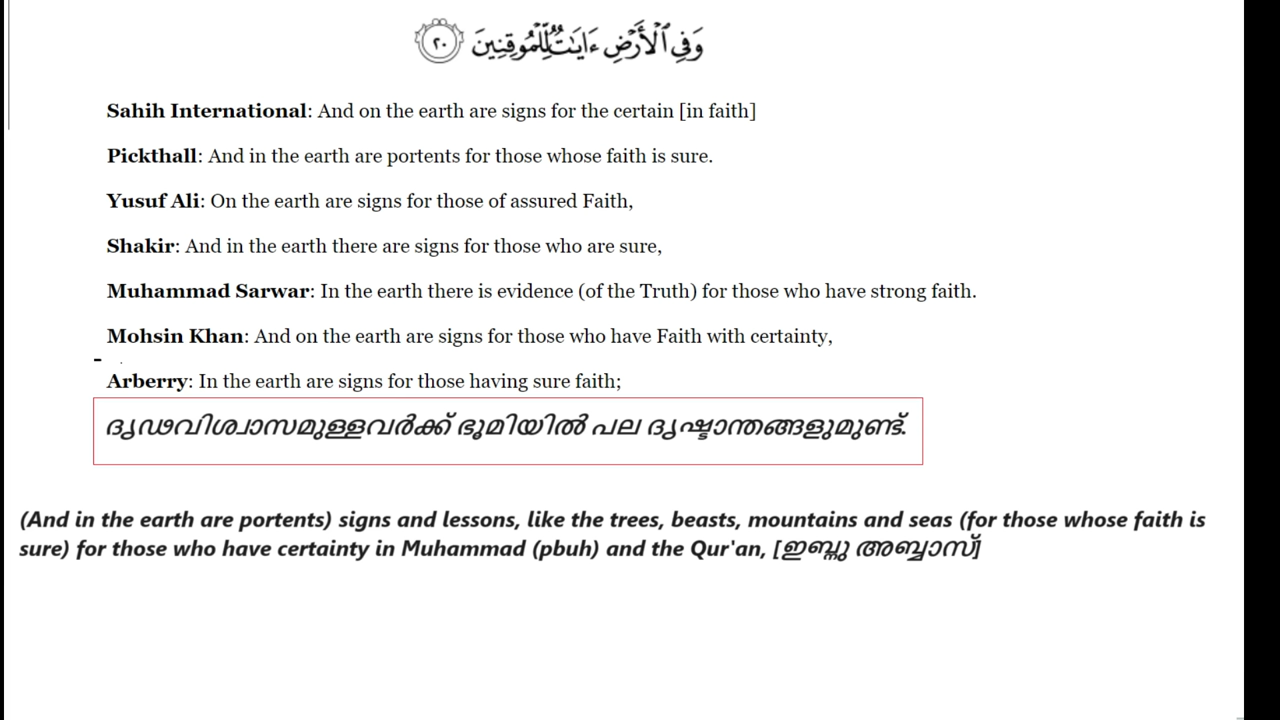 وَفِي ٱلْأَرْضِ ءَايَـٰتٌ لِّلْمُوقِنِينَ ٢٠
Sahih International: And on the earth are signs for the certain [in faith]
Pickthall: And in the earth are portents for those whose faith is sure.
Yusuf Ali: On the earth are signs for those of assured Faith,
Shakir: And in the earth there are signs for those who are sure,
Muhammad Sarwar: In the earth there is evidence (of the Truth) for those who have strong faith.
Mohsin Khan: And on the earth are signs for those who have Faith with certainty,
Arberry: In the earth are signs for those having sure faith;
ദൃഢവിശ്വാസമുള്ളവർക്ക് ഭൂമിയിൽ പല ദൃഷ്ടാന്തങ്ങളുമുണ്ട്.
(And in the earth are portents) signs and lessons, like the trees, beasts, mountains and seas (for those whose faith is
sure) for those who have certainty in Muhammad (pbuh) and the Qur'an, [ഇബ്നു അബ്ബാസ്]